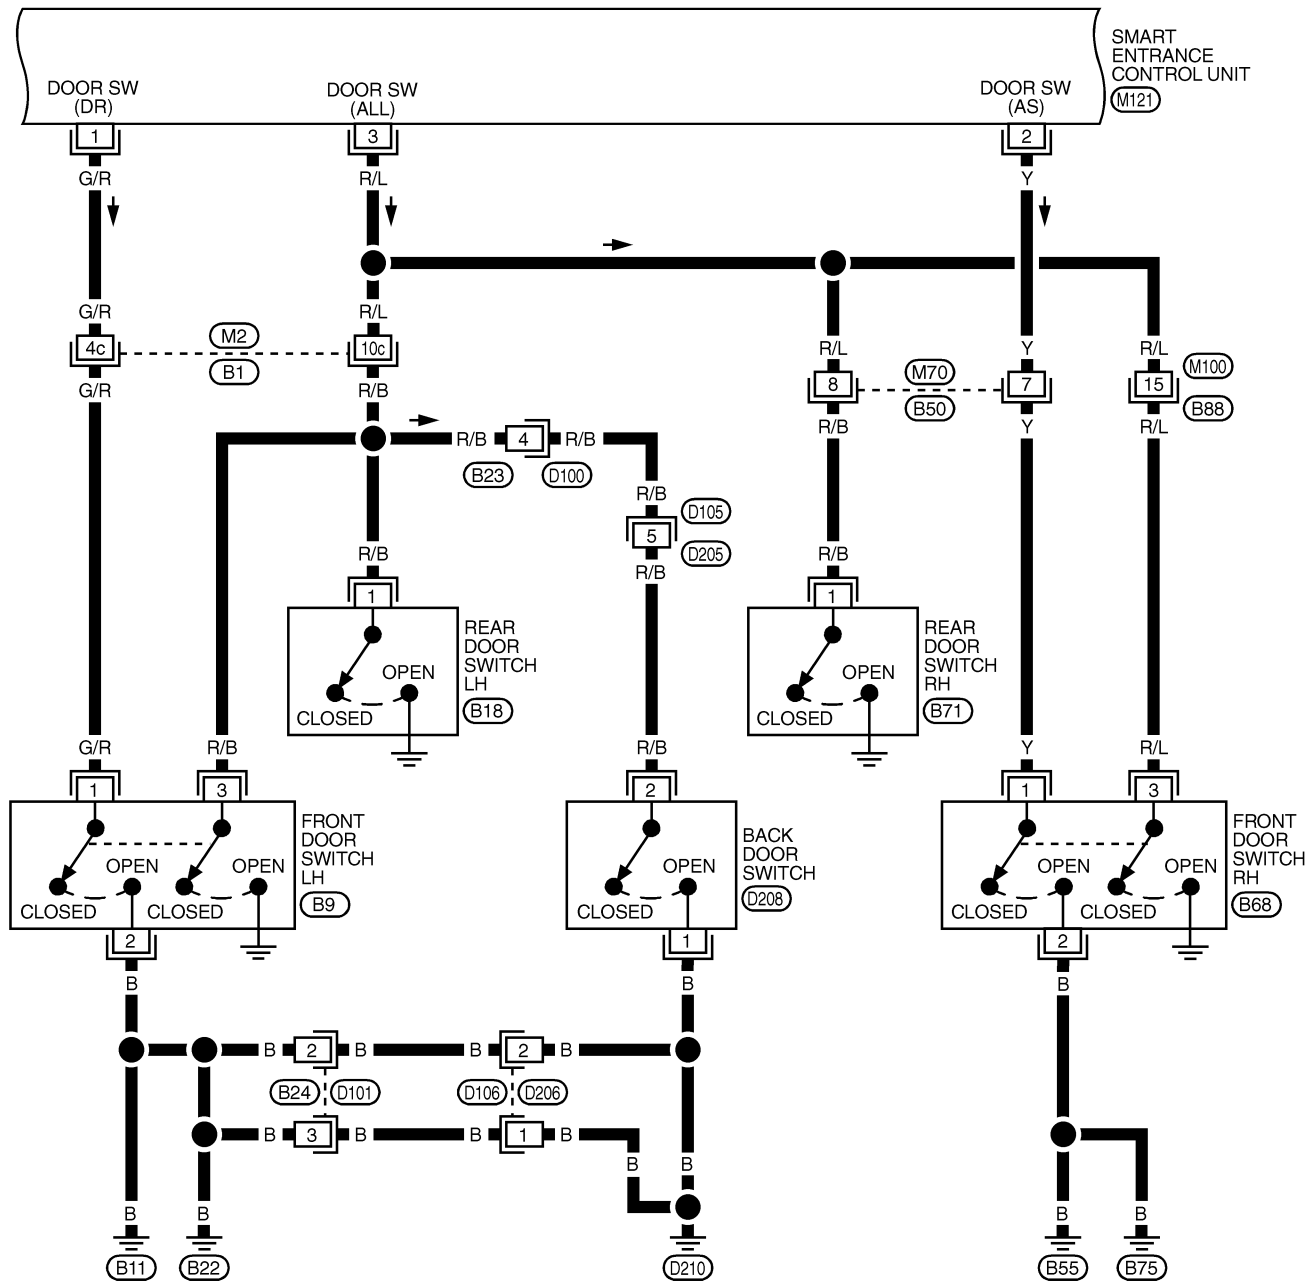 SMART
ENTRANCE
CONTROL UNIT
M121
DOOR SW
(DR)
DOOR SW
(ALL)
DOOR SW
(AS)
1
3
2
G/R
R/L
Y
G/R
R/L
4c
M2
B1
10c
G/R
R/B
R/L
Y
R/L
8
M70
B50
7
15
M100
B88
R/B
Y
R/L
R/B
4
R/B
B23
D100
R/B
D105
5
D205
R/B
R/B
R/B
1
1
REAR
DOOR
SWITCH
LH
B18
OPEN
CLOSED
REAR
DOOR
SWITCH
RH
B71
OPEN
CLOSED
G/R
R/B
R/B
Y
R/L
1
3
2
1
3
FRONT
DOOR
SWITCH
LH
B9
OPEN
OPEN
CLOSED
CLOSED
BACK
DOOR
SWITCH
D208
OPEN
CLOSED
FRONT
DOOR
SWITCH
RH
B68
OPEN
OPEN
CLOSED
CLOSED
2
1
2
B
B
B
B
2
B
B
2
B
B24
D101
D106
D206
B
3
B
B
1
B
B
B
B
B
B
B
B11
B22
D210
B55
B75